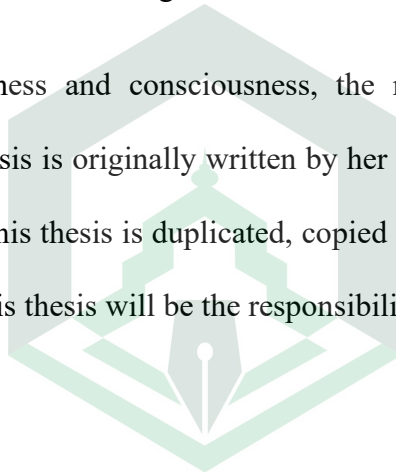 ness and consciousness, the
sis is originally written by her
his thesis is duplicated, copied
is thesis will be the responsibili